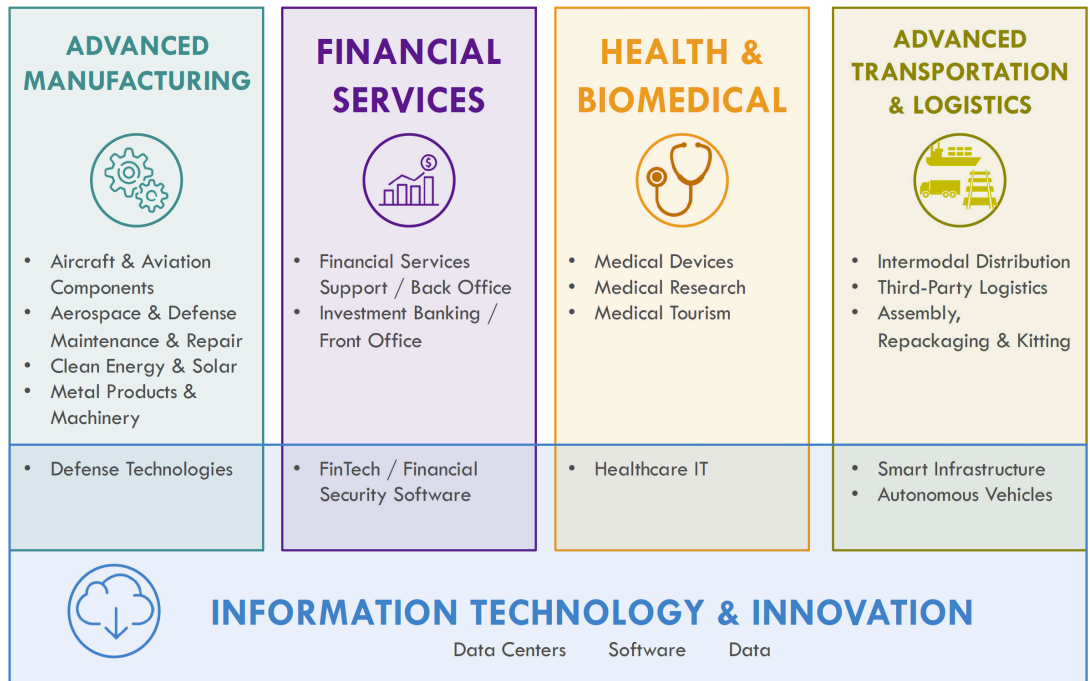 ADVANCED
MANUFACTURING
• Aircraft & Aviation
Components
• Aerospace & Defense
Maintenance & Repair
• Clean Energy & Solar
• Metal Products &
Machinery
• Defense Technologies
FINANCIAL
SERVICES
$
• Financial Services
Support / Back Office
• Investment Banking /
Front Office
• FinTech / Financial
Security Software
HEALTH &
BIOMEDICAL
• Medical Devices
• Medical Research
• Medical Tourism
• Healthcare IT
ADVANCED
TRANSPORTATION
& LOGISTICS
• Intermodal Distribution
• Third-Party Logistics
• Assembly,
Repackaging & Kitting
• Smart Infrastructure
• Autonomous Vehicles
INFORMATION TECHNOLOGY & INNOVATION
Data Centers Software Data